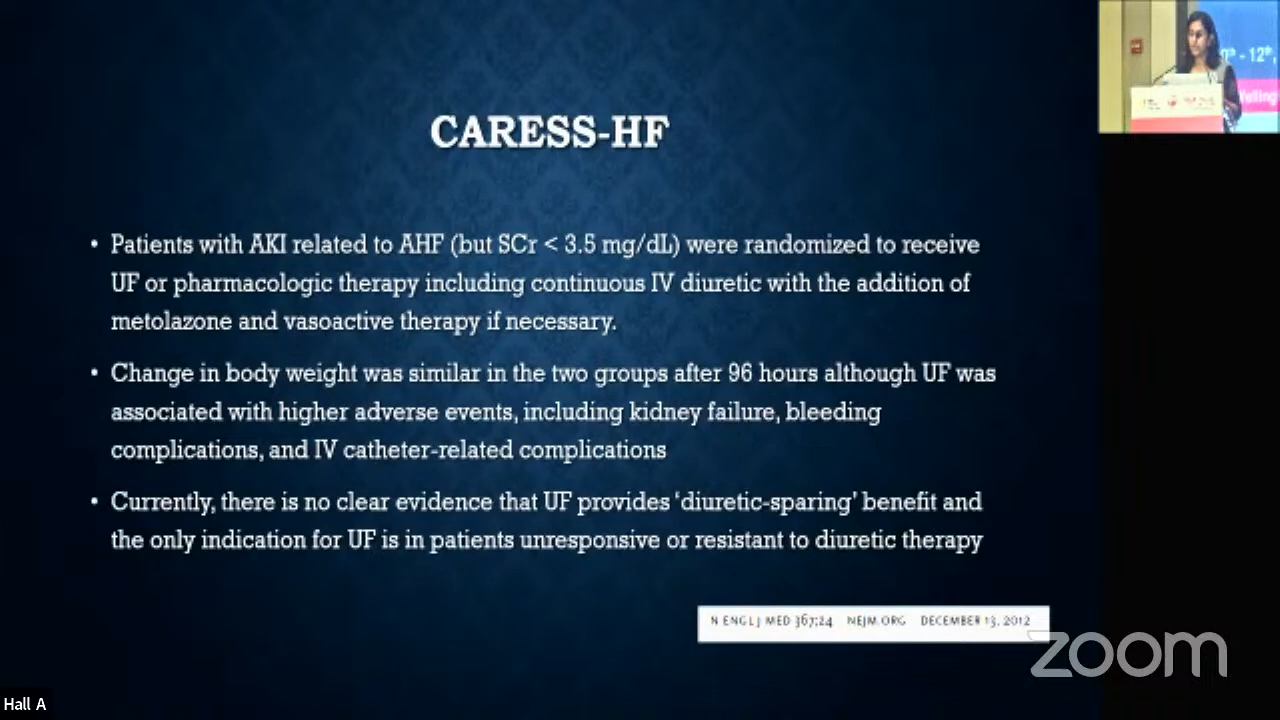 CARESS-HF
• Patients with AKI related to AHF (but SCr < 3.5 mg/dL) were randomized to receive
UF or pharmacologic therapy including continuous IV diuretic with the addition of
metolazone and vasoactive therapy if necessary.
• Change in body weight was similar in the two groups after 96 hours although UF was
associated with higher adverse events, including kidney failure, bleeding
complications, and IV catheter-related complications
• Currently, there is no clear evidence that UF provides ‘diuretic-sparing’ benefit and
the only indication for UF is in patients unresponsive or resistant to diuretic therapy
N ENGL J MED 367;24 NEJM.ORG DECEMBER 13, 2012
zoom
Hall A